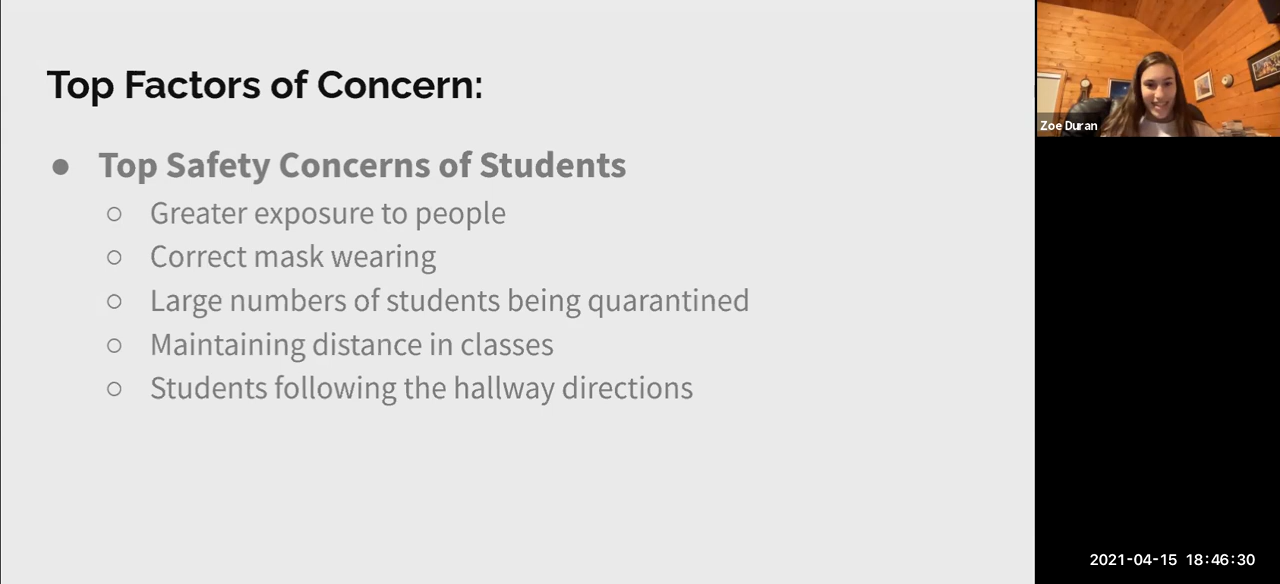 Top Factors of Concern:
● Top Safety Concerns of Students
○ Greater exposure to people
○ Correct mask wearing
○ Large numbers of students being quarantined
○ Maintaining distance in classes
○ Students following the hallway directions
Zoe Duran
2021-04-15 18:46:30